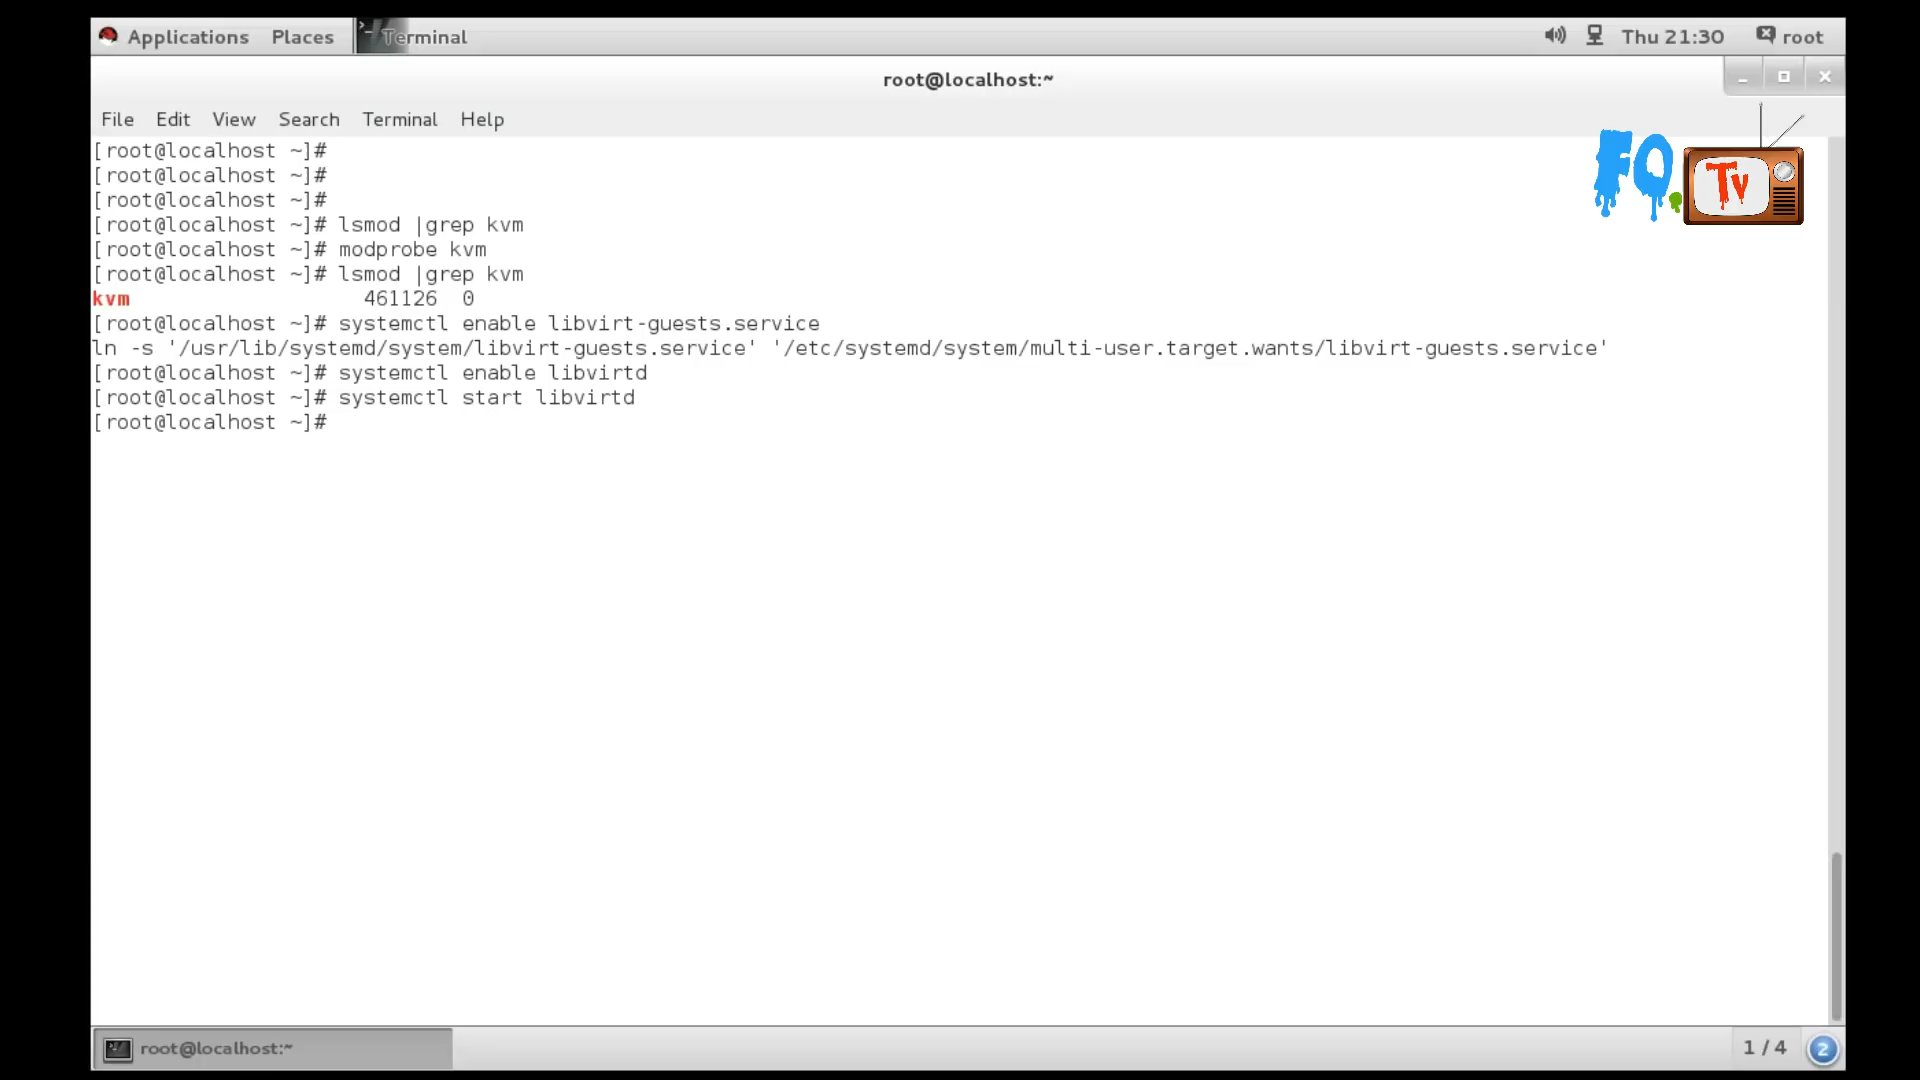 Applications Places Terminal Thu 21:30 root
root@localhost:~
File Edit View Search Terminal Help
[root@localhost ~]#
[root@localhost ~]#
[root@localhost ~]#
[root@localhost ~]# lsmod |grep kvm
[root@localhost ~]# modprobe kvm
[root@localhost ~]# lsmod |grep kvm
kvm                   461126  0
[root@localhost ~]# systemctl enable libvirt-guests.service
ln -s '/usr/lib/systemd/system/libvirt-guests.service' '/etc/systemd/system/multi-user.target.wants/libvirt-guests.service'
[root@localhost ~]# systemctl enable libvirtd
[root@localhost ~]# systemctl start libvirtd
[root@localhost ~]#
FQ.Tv
root@localhost:~ 1 / 4 2